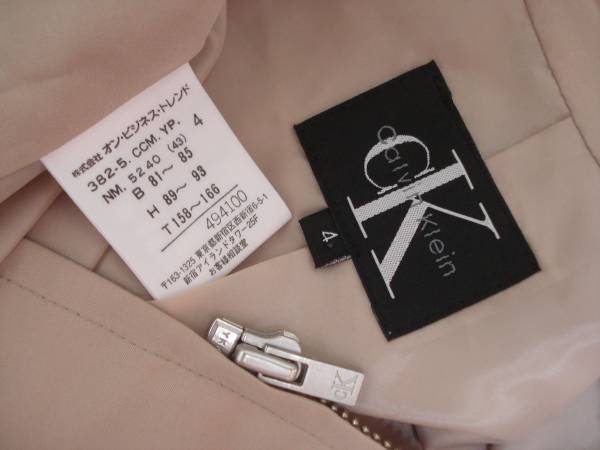 株式会社 オン・ビジネス・トレンド
382-5. CCM. YP. 4
NM. 5240 (43)
B 81～ 85
H 89～ 93
T 158～166
494100
〒163-1325 東京都新宿区西新宿6-5-1
新宿アイランドタワー25F
お客様相談室
cK
Calvin Klein
4
YKK
cK